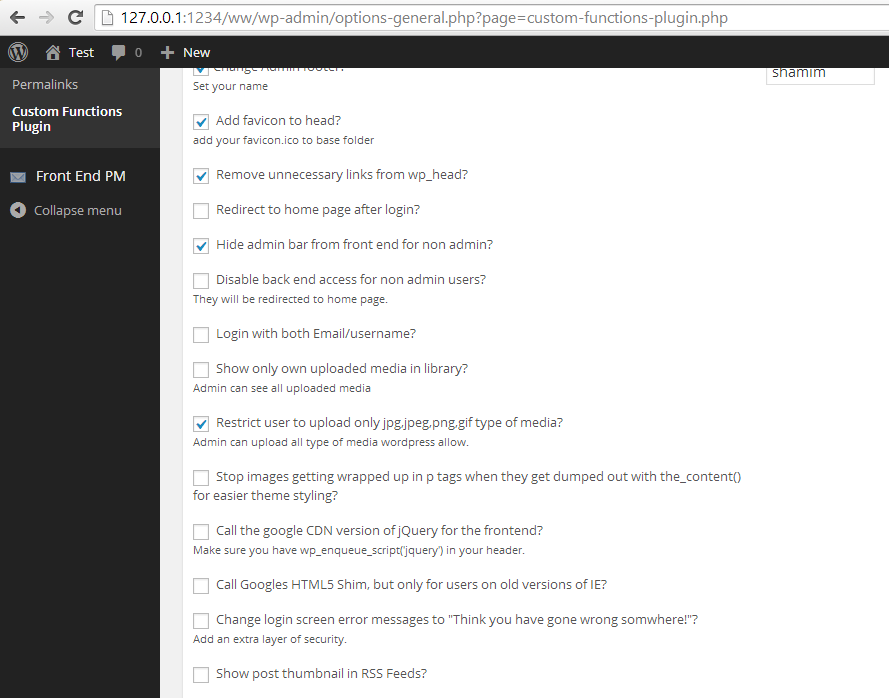 127.0.0.1:1234/ww/wp-admin/options-general.php?page=custom-functions-plugin.php
Test 0 New
Permalinks
Custom Functions
Plugin
Front End PM
Collapse menu
Change Admin footer?
shamim
Set your name
Add favicon to head?
add your favicon.ico to base folder
Remove unnecessary links from wp_head?
Redirect to home page after login?
Hide admin bar from front end for non admin?
Disable back end access for non admin users?
They will be redirected to home page.
Login with both Email/username?
Show only own uploaded media in library?
Admin can see all uploaded media
Restrict user to upload only jpg,jpeg,png,gif type of media?
Admin can upload all type of media wordpress allow.
Stop images getting wrapped up in p tags when they get dumped out with the_content()
for easier theme styling?
Call the google CDN version of jQuery for the frontend?
Make sure you have wp_enqueue_script('jquery') in your header.
Call Googles HTML5 Shim, but only for users on old versions of IE?
Change login screen error messages to "Think you have gone wrong somwhere!"?
Add an extra layer of security.
Show post thumbnail in RSS Feeds?